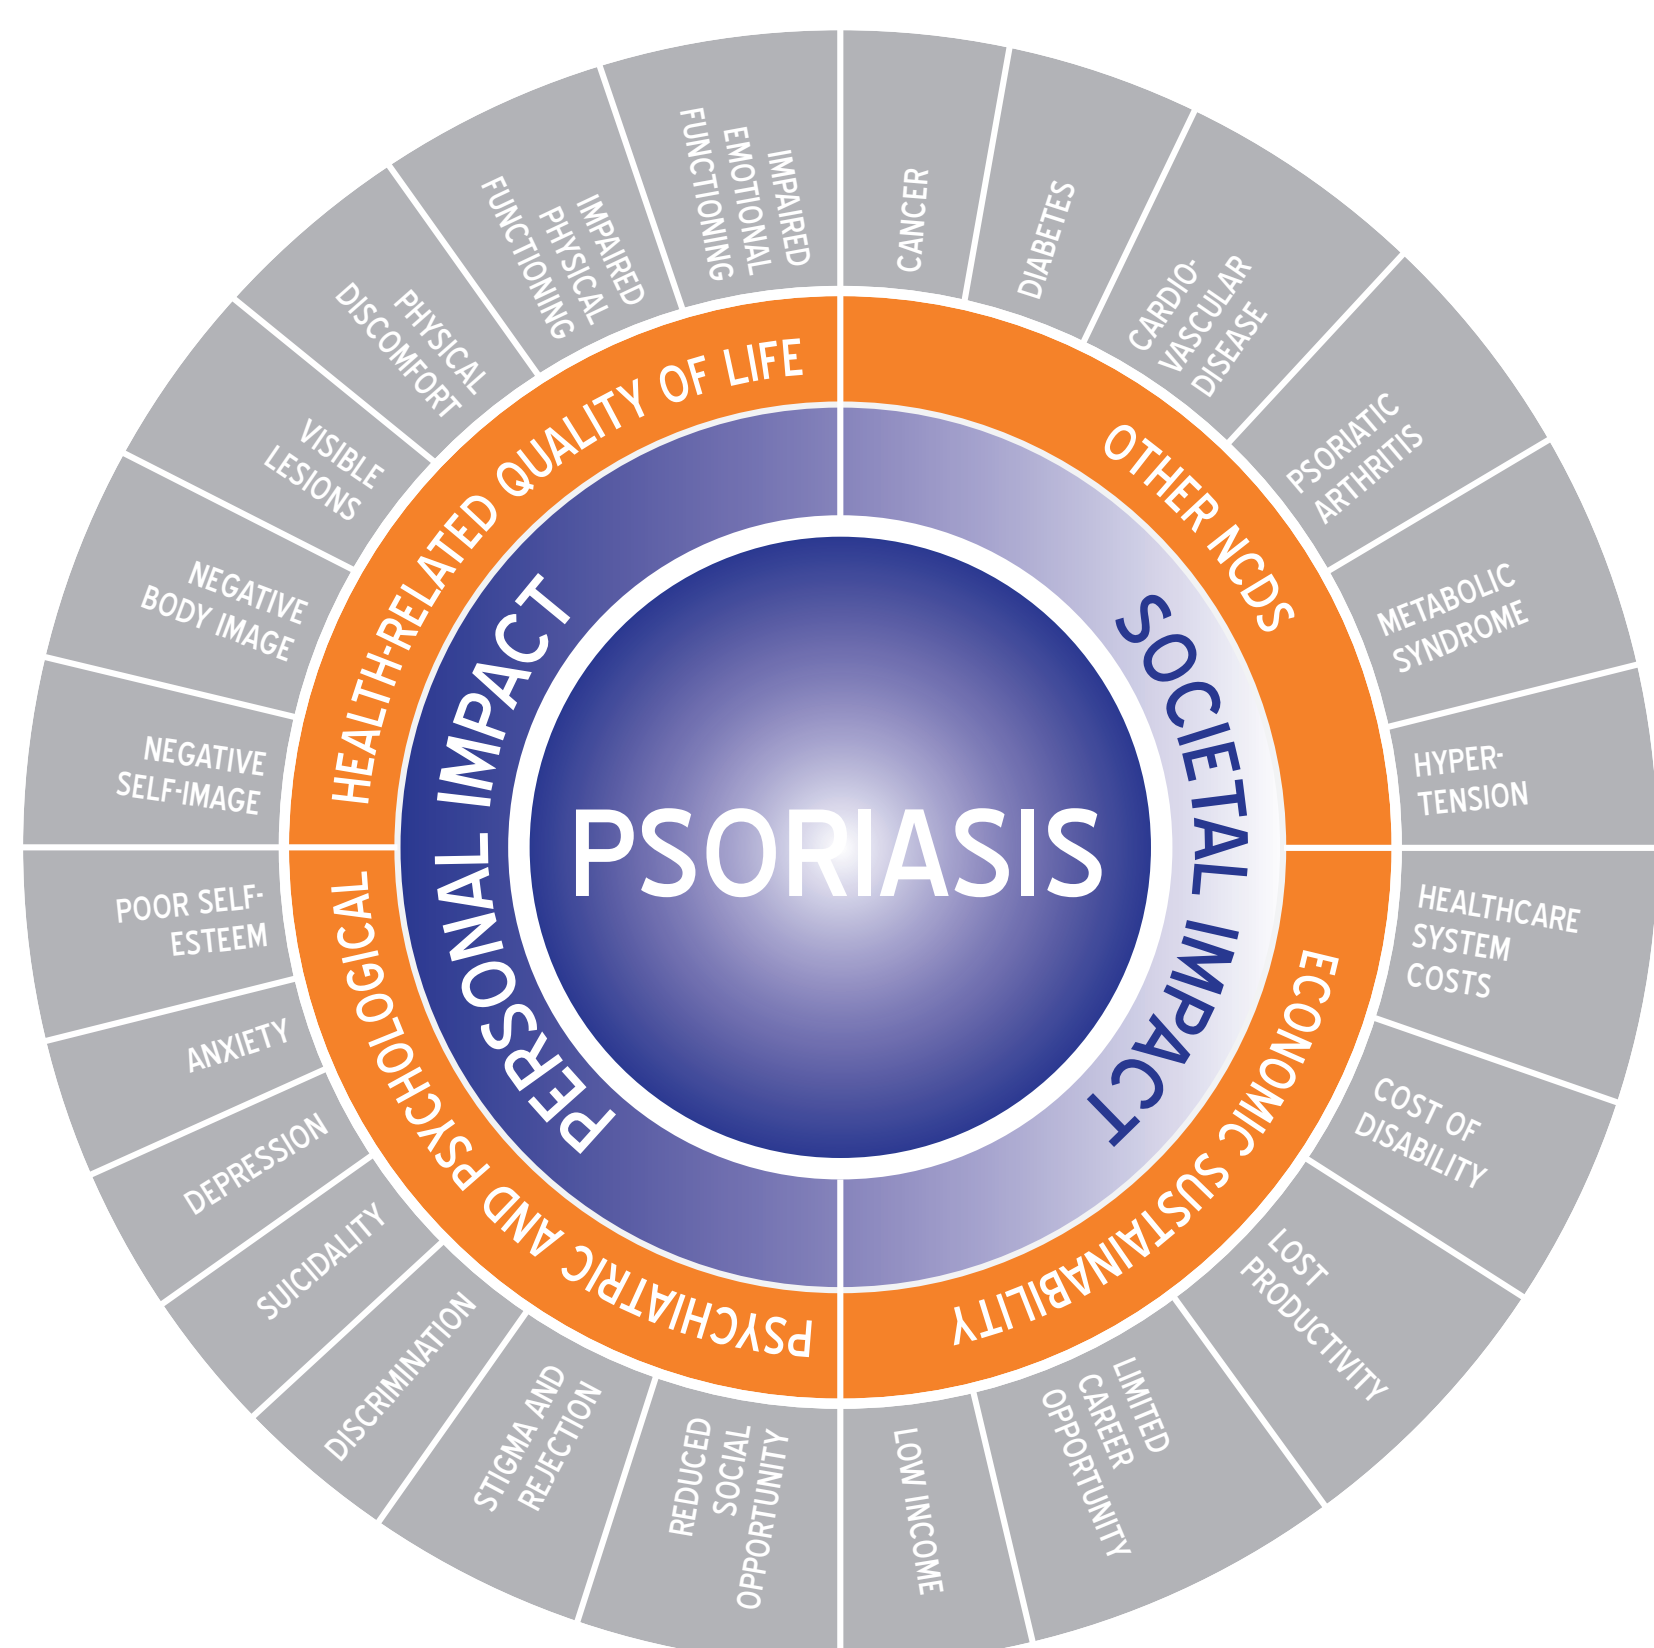 PSORIASIS
PERSONAL IMPACT
SOCIETAL IMPACT
HEALTH-RELATED QUALITY OF LIFE
OTHER NCDS
ECONOMIC SUSTAINABILITY
PSYCHIATRIC AND PSYCHOLOGICAL
CANCER
DIABETES
CARDIO-
VASCULAR
DISEASE
PSORIATIC
ARTHRITIS
METABOLIC
SYNDROME
HYPER-
TENSION
HEALTHCARE
SYSTEM
COSTS
COST OF
DISABILITY
LOST
PRODUCTIVITY
LIMITED
CAREER
OPPORTUNITY
LOW INCOME
REDUCED
SOCIAL
OPPORTUNITY
STIGMA AND
REJECTION
DISCRIMINATION
SUICIDALITY
DEPRESSION
ANXIETY
POOR SELF-
ESTEEM
NEGATIVE
SELF-IMAGE
NEGATIVE
BODY IMAGE
VISIBLE
LESIONS
PHYSICAL
DISCOMFORT
IMPAIRED
PHYSICAL
FUNCTIONING
IMPAIRED
EMOTIONAL
FUNCTIONING